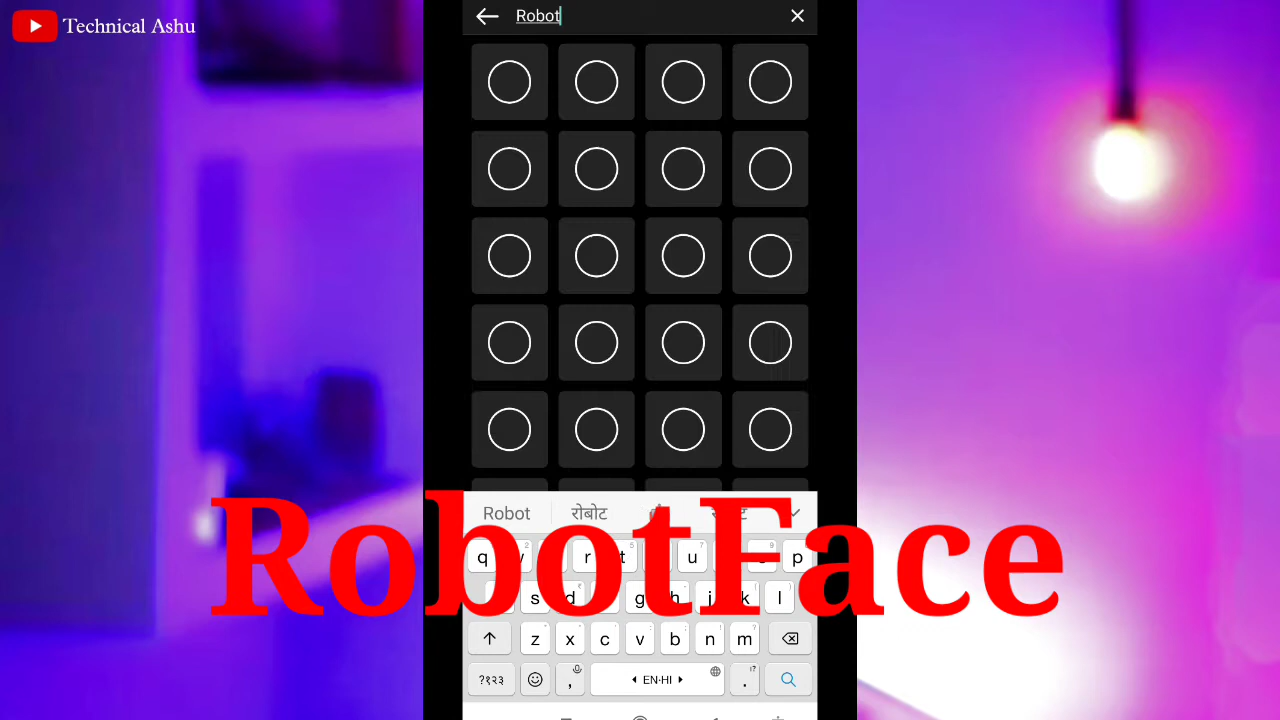 Technical Ashu
Robot
Robot रोबोट
RobotFace
q w r t u p
s d g h j k l
z x c v b n m
?१२३ , EN·HI . !?